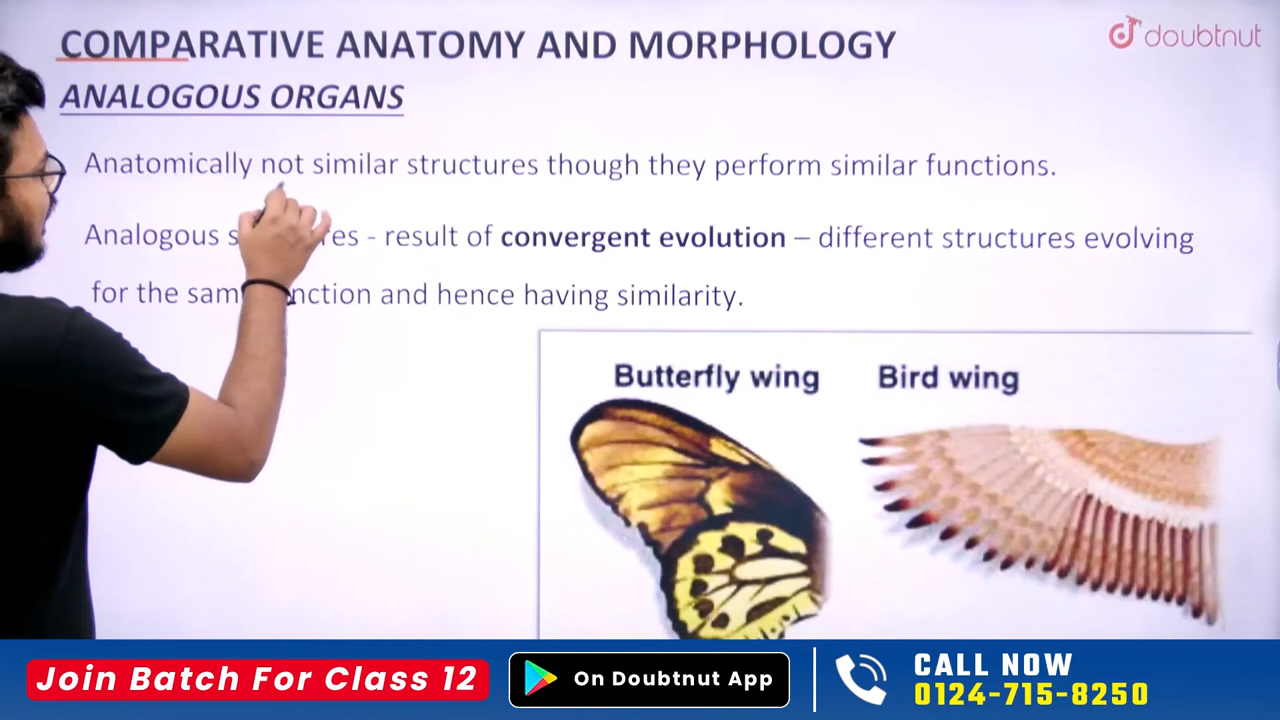 COMPARATIVE ANATOMY AND MORPHOLOGY
doubtnut
ANALOGOUS ORGANS
Anatomically not similar structures though they perform similar functions.
Analogous s res - result of convergent evolution – different structures evolving
for the sam nction and hence having similarity.
Butterfly wing
Bird wing
Join Batch For Class 12
On Doubtnut App
CALL NOW
0124-715-8250